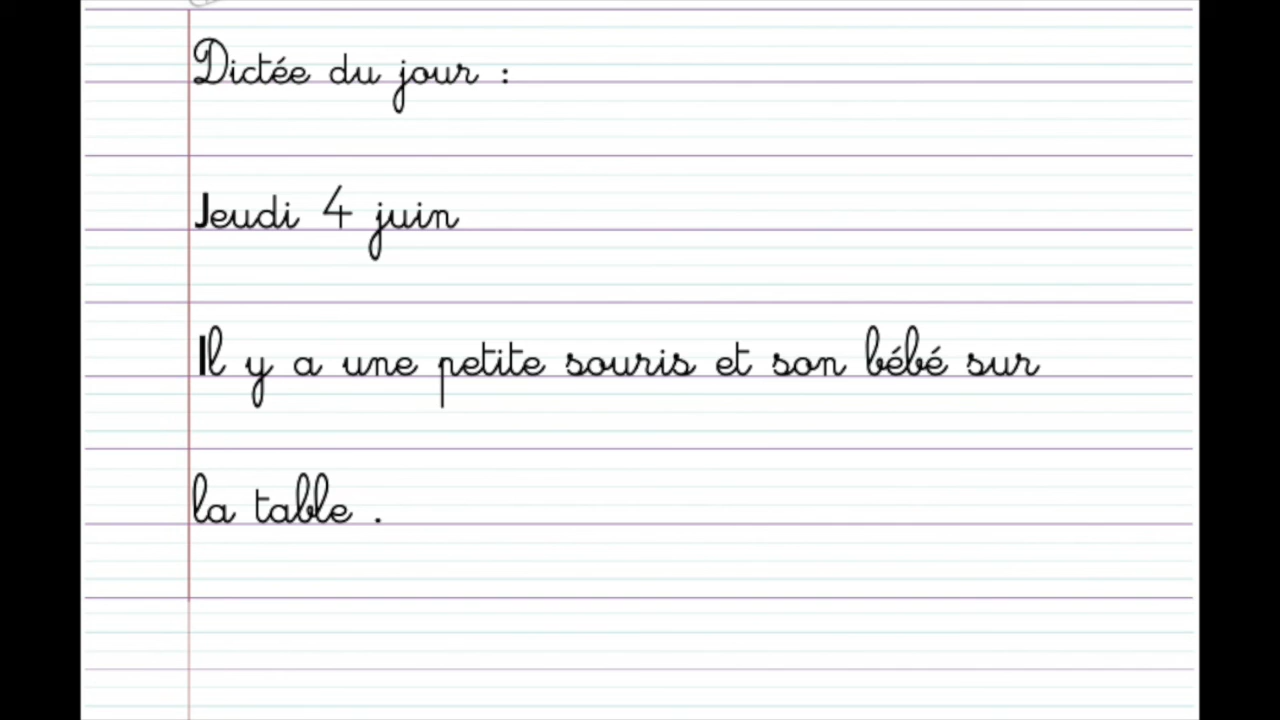 Dictée du jour :
Jeudi 4 juin
Il y a une petite souris et son bébé sur
la table .